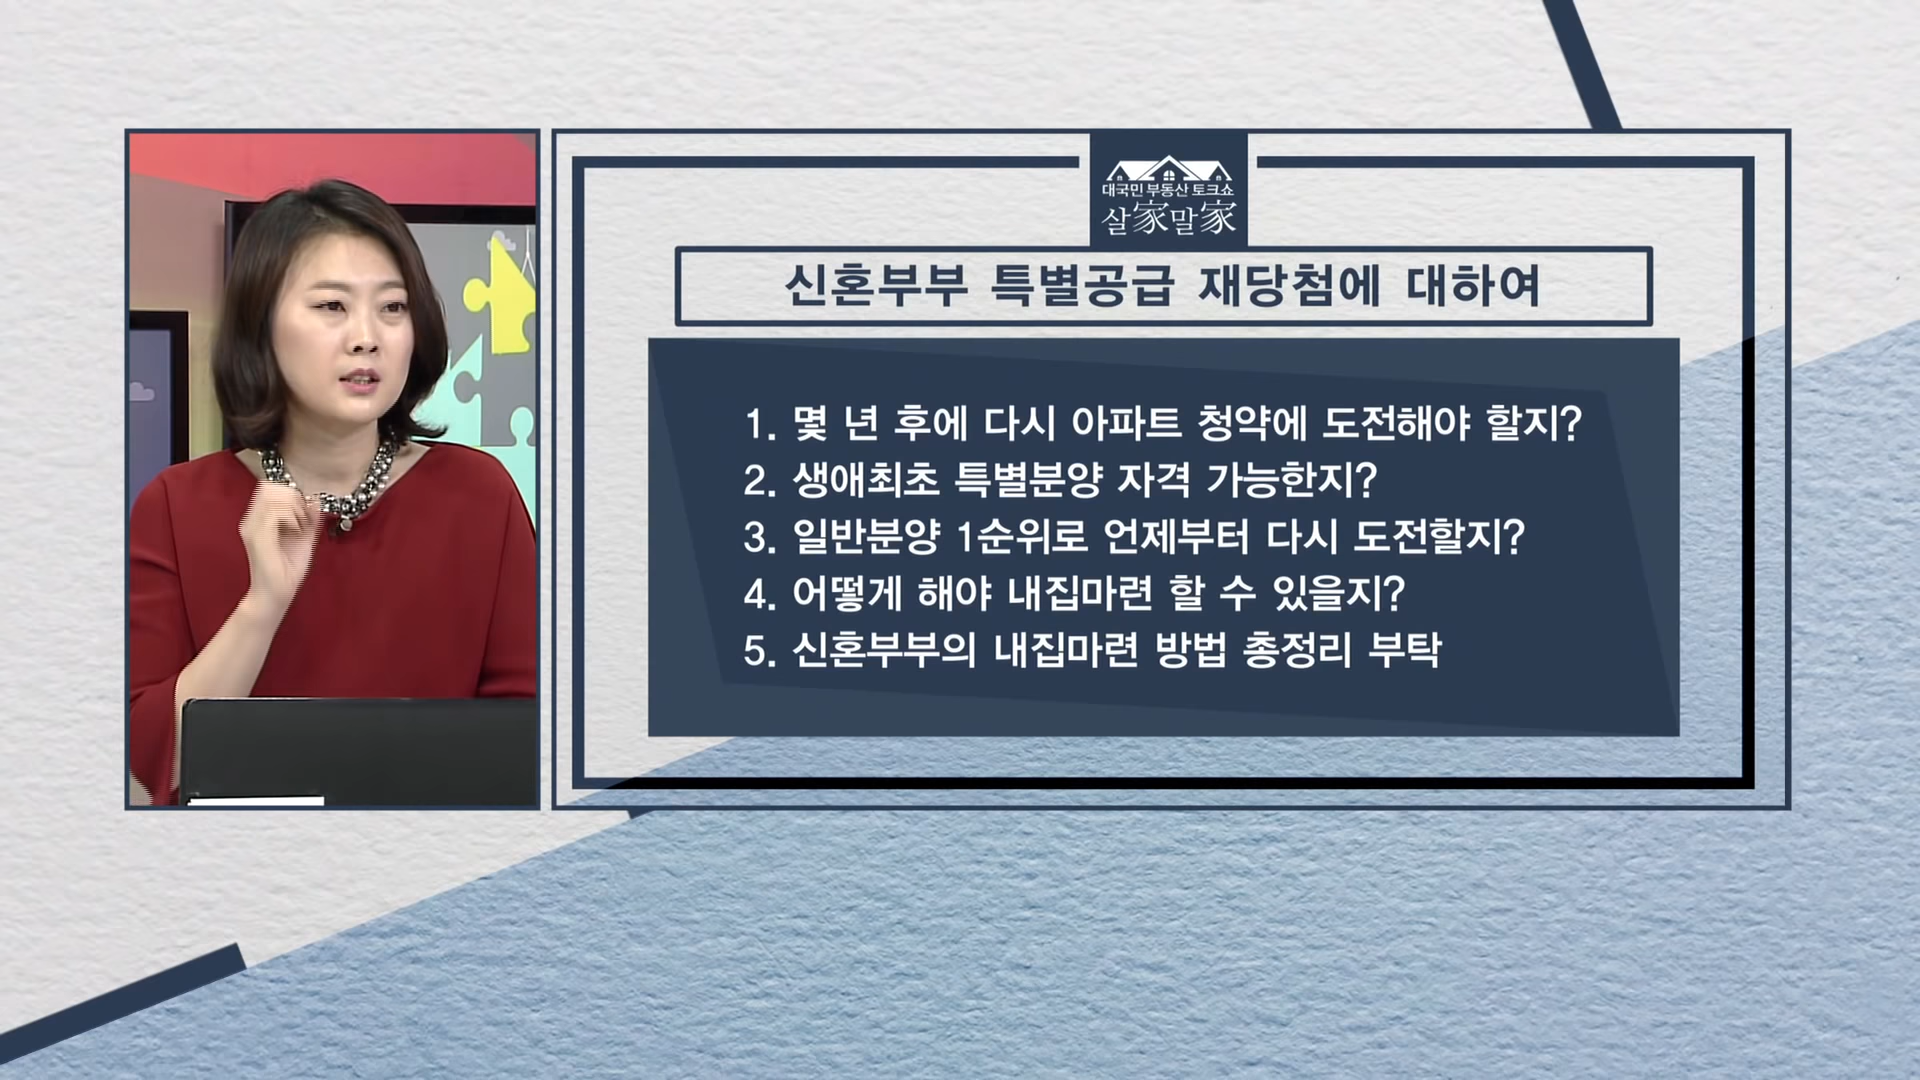 대국민 부동산 토크쇼
살家말家
신혼부부 특별공급 재당첨에 대하여
1. 몇 년 후에 다시 아파트 청약에 도전해야 할지?
2. 생애최초 특별분양 자격 가능한지?
3. 일반분양 1순위로 언제부터 다시 도전할지?
4. 어떻게 해야 내집마련 할 수 있을지?
5. 신혼부부의 내집마련 방법 총정리 부탁